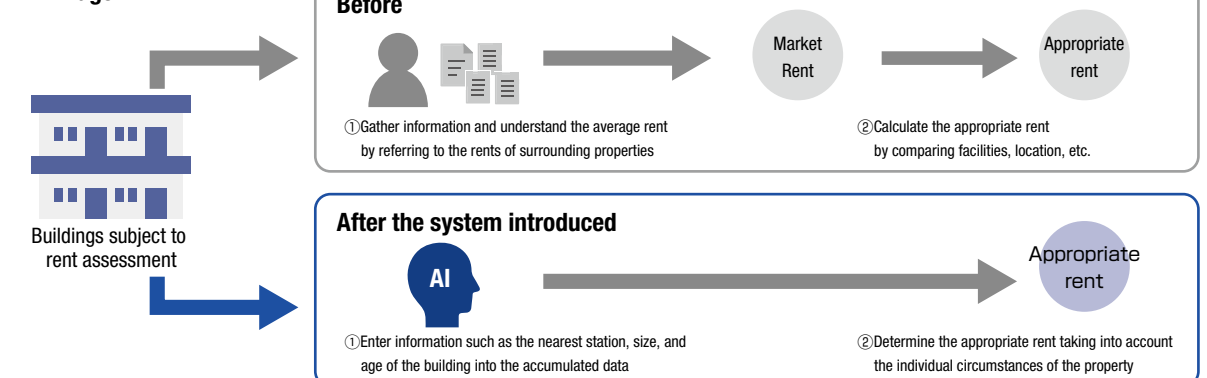 Before
Market
Rent
Appropriate
rent
①Gather information and understand the average rent
by referring to the rents of surrounding properties
②Calculate the appropriate rent
by comparing facilities, location, etc.
Buildings subject to
rent assessment
After the system introduced
AI
Appropriate
rent
①Enter information such as the nearest station, size, and
age of the building into the accumulated data
②Determine the appropriate rent taking into account
the individual circumstances of the property